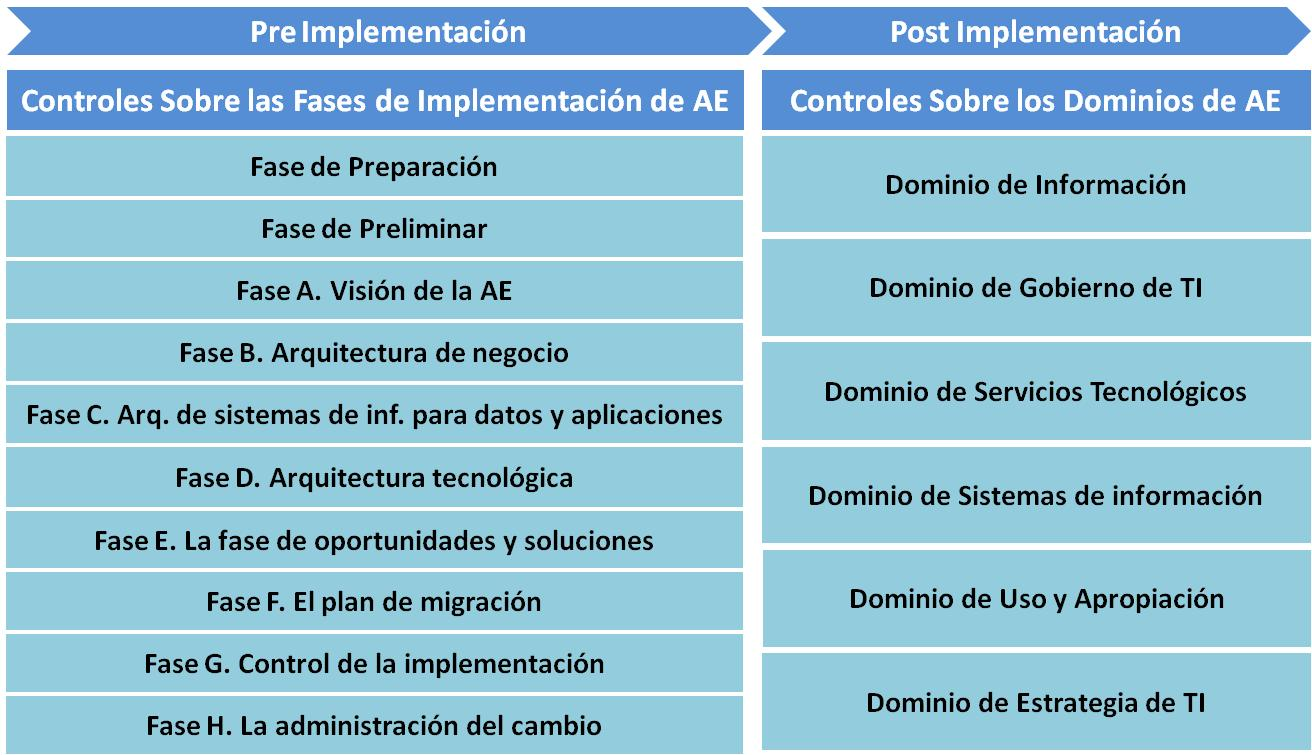 Pre Implementación
Post Implementación
Controles Sobre las Fases de Implementación de AE
Controles Sobre los Dominios de AE
Fase de Preparación
Fase de Preliminar
Fase A. Visión de la AE
Fase B. Arquitectura de negocio
Fase C. Arq. de sistemas de inf. para datos y aplicaciones
Fase D. Arquitectura tecnológica
Fase E. La fase de oportunidades y soluciones
Fase F. El plan de migración
Fase G. Control de la implementación
Fase H. La administración del cambio
Dominio de Información
Dominio de Gobierno de TI
Dominio de Servicios Tecnológicos
Dominio de Sistemas de información
Dominio de Uso y Apropiación
Dominio de Estrategia de TI